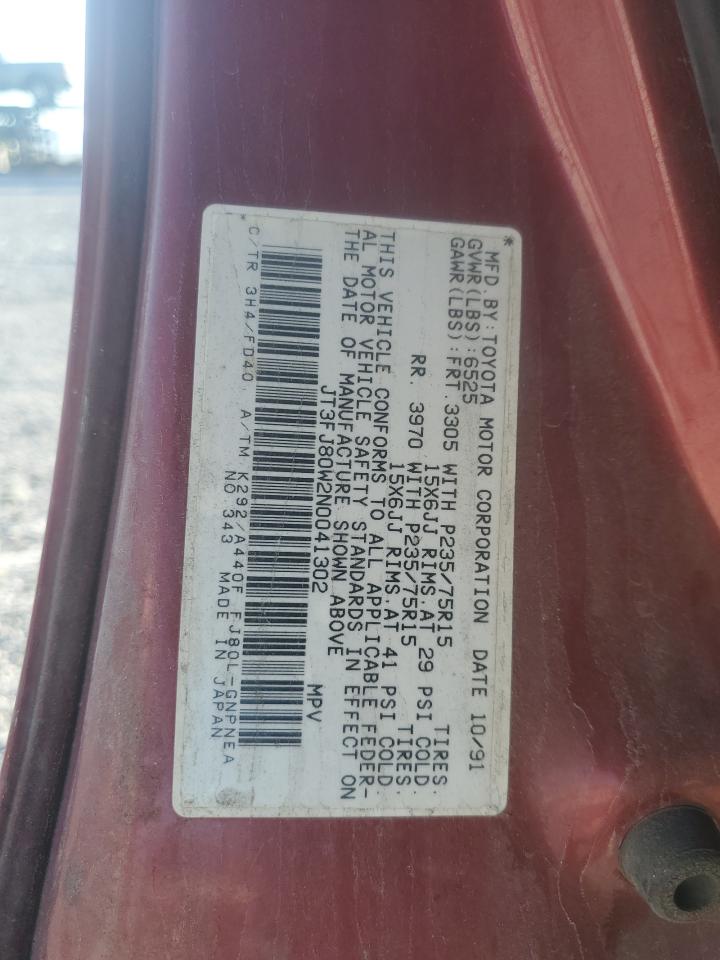 *
MFD.BY:TOYOTA MOTOR CORPORATION DATE 10/91
GVWR(LBS):6525
GAWR(LBS):FRT.3305 WITH P235/75R15 TIRES.
15X6JJ RIMS.AT 29 PSI COLD.
RR. 3970 WITH P235/75R15 TIRES.
15X6JJ RIMS.AT 41 PSI COLD.
THIS VEHICLE CONFORMS TO ALL APPLICABLE FEDER-
AL MOTOR VEHICLE SAFETY STANDARDS IN EFFECT ON
THE DATE OF MANUFACTURE SHOWN ABOVE
JT3FJ80W2N0041302 MPV
C/TR 3H4/FD40 A/TM K292/A440F FJ80L-GNPNEA
NO.343 MADE IN JAPAN